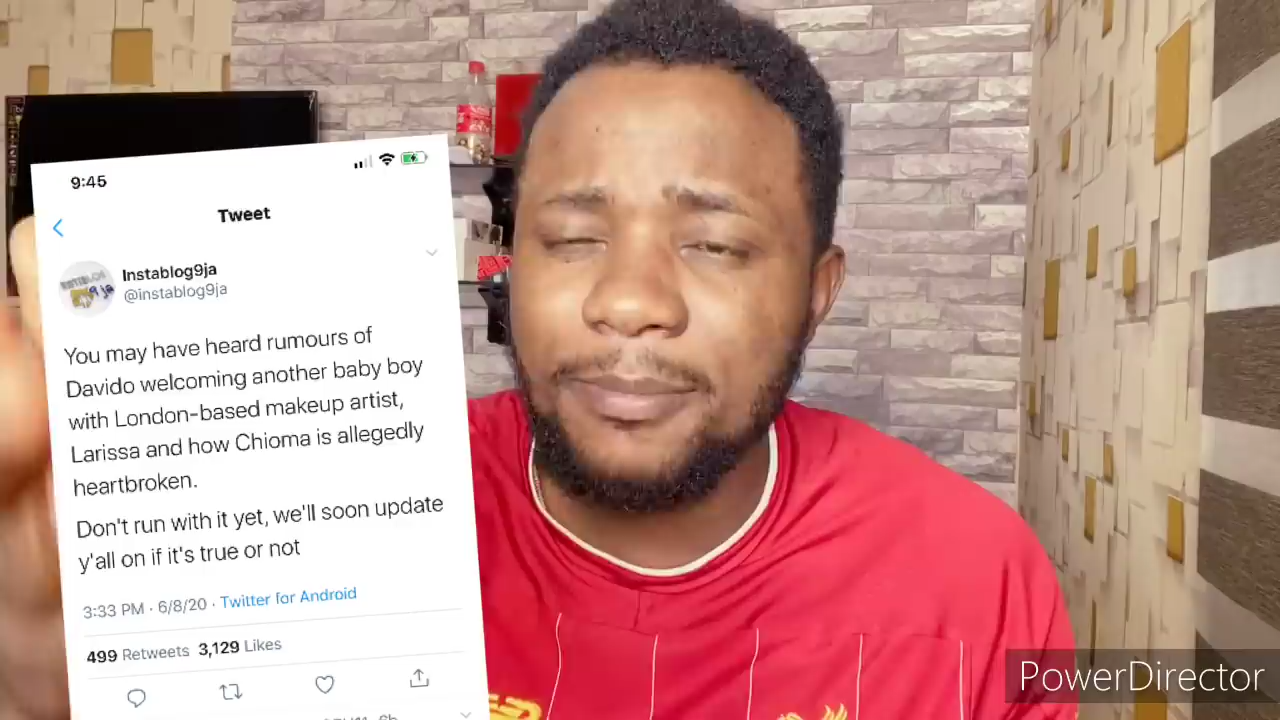 9:45
Tweet
Instablog9ja
@instablog9ja
You may have heard rumours of
Davido welcoming another baby boy
with London-based makeup artist,
Larissa and how Chioma is allegedly
heartbroken.
Don't run with it yet, we'll soon update
y'all on if it's true or not
3:33 PM · 6/8/20 · Twitter for Android
499 Retweets 3,129 Likes
PowerDirector